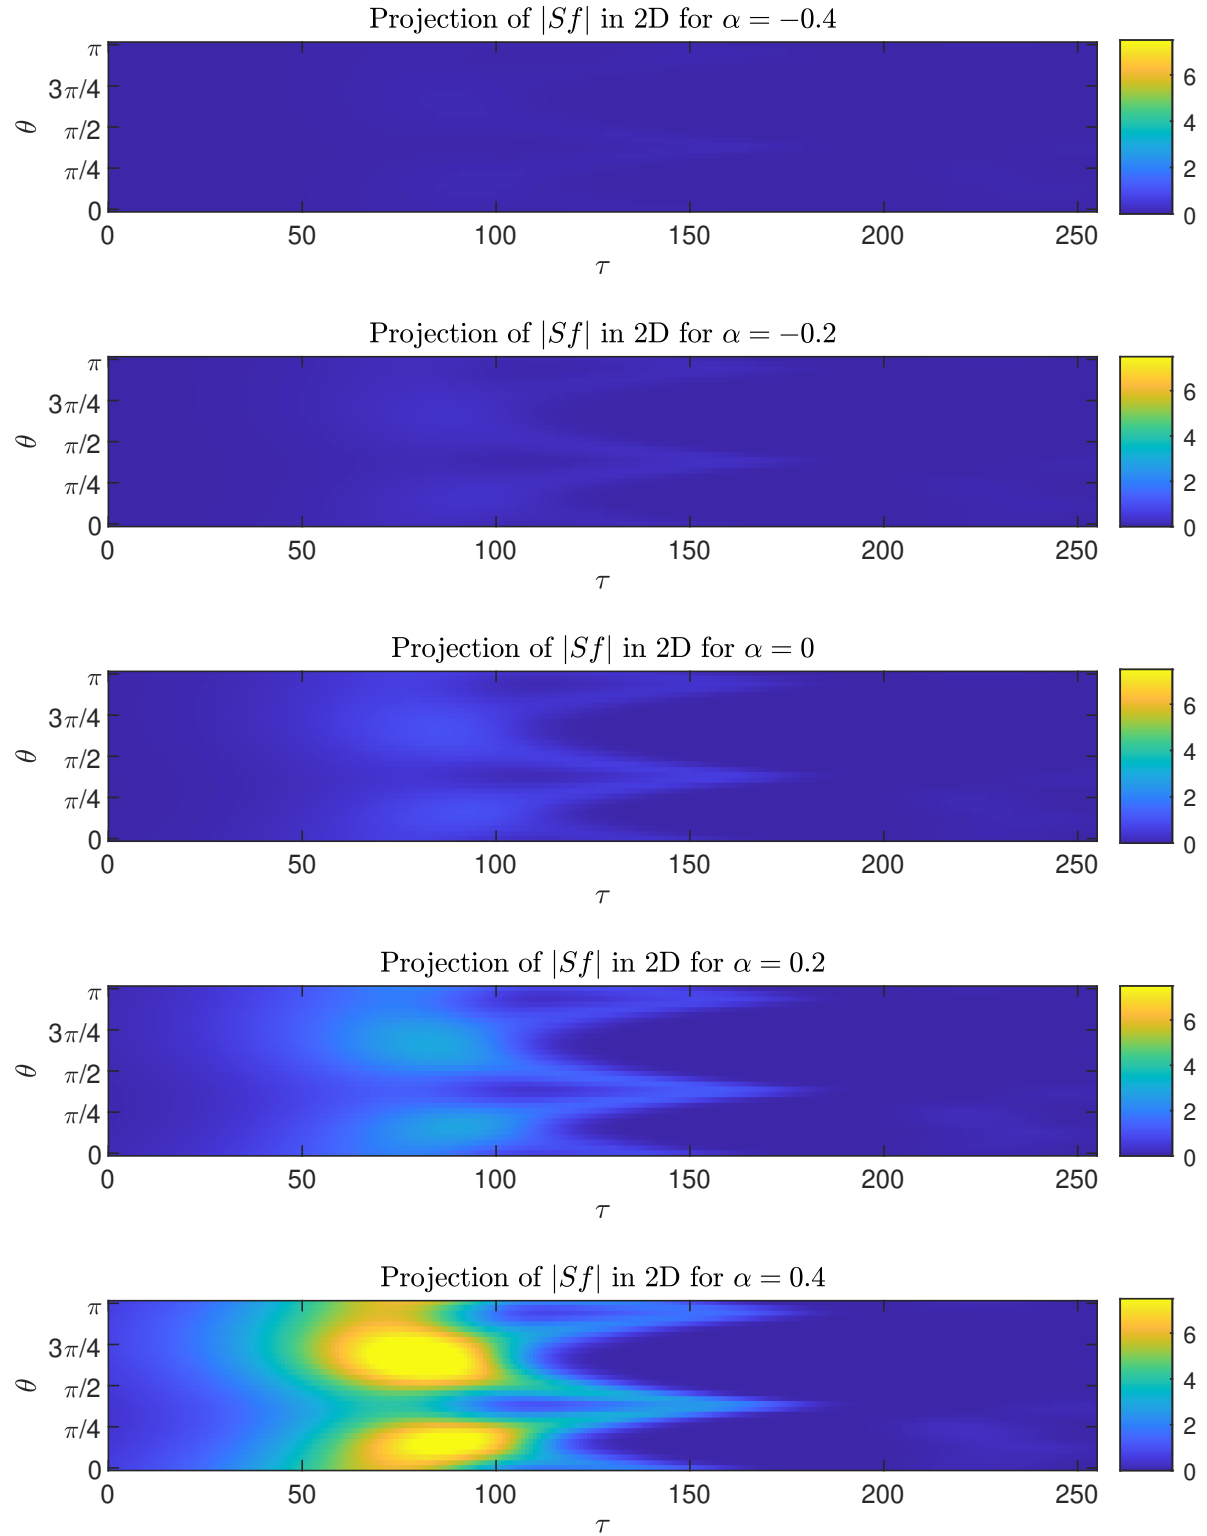 Projection of |Sf| in 2D for α = −0.4
π
3π/4
θ
π/2
π/4
0
0 50 100 150 200 250
τ
6
4
2
0
Projection of |Sf| in 2D for α = −0.2
π
3π/4
θ
π/2
π/4
0
0 50 100 150 200 250
τ
6
4
2
0
Projection of |Sf| in 2D for α = 0
π
3π/4
θ
π/2
π/4
0
0 50 100 150 200 250
τ
6
4
2
0
Projection of |Sf| in 2D for α = 0.2
π
3π/4
θ
π/2
π/4
0
0 50 100 150 200 250
τ
6
4
2
0
Projection of |Sf| in 2D for α = 0.4
π
3π/4
θ
π/2
π/4
0
0 50 100 150 200 250
τ
6
4
2
0